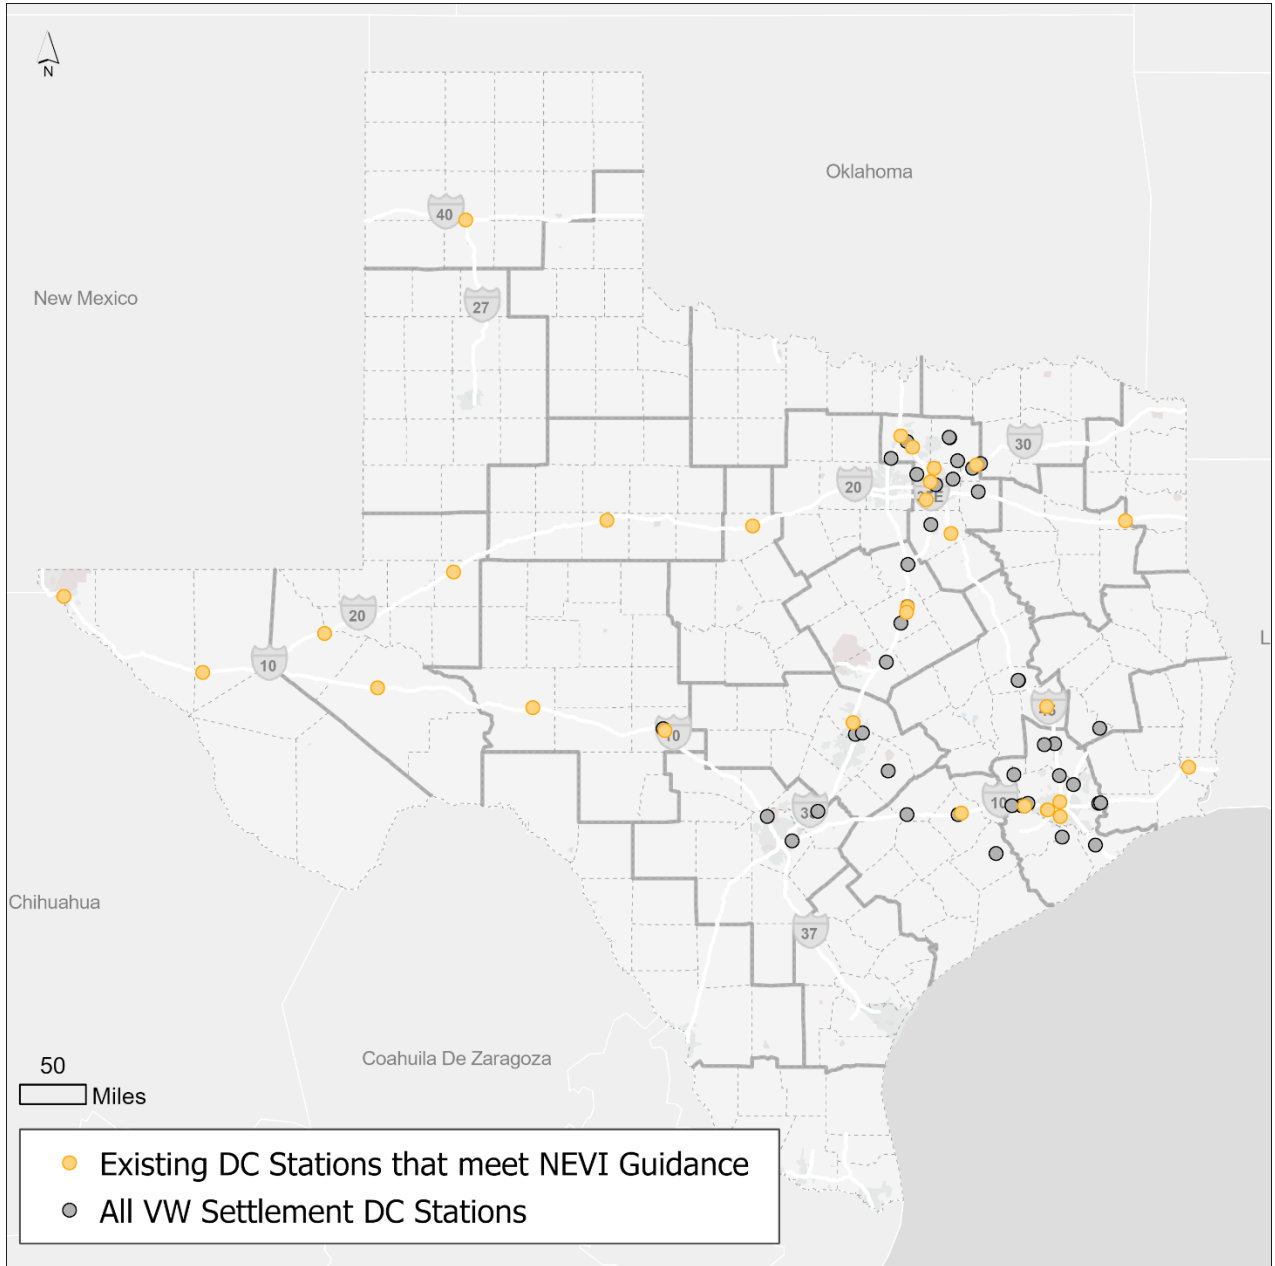 N
Oklahoma
40
New Mexico
27
30
20
20
10
10
10
37
Chihuahua
Coahuila De Zaragoza
L
50
Miles
Existing DC Stations that meet NEVI Guidance
All VW Settlement DC Stations